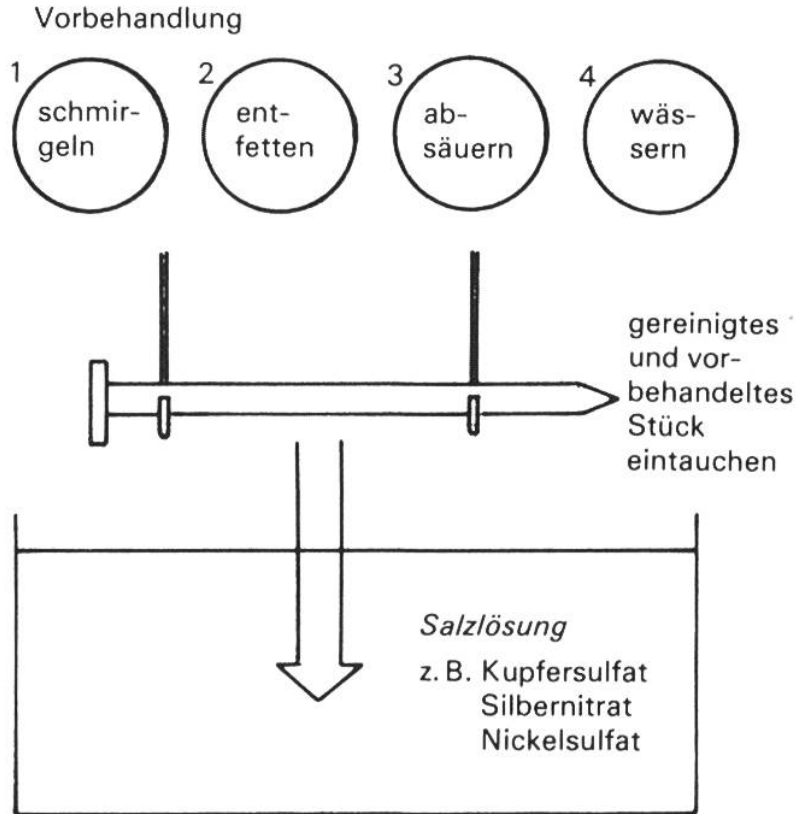 Vorbehandlung
1
schmir-
geln
2
ent-
fetten
3
ab-
säuern
4
wäs-
sern
gereinigtes
und vor-
behandeltes
Stück
eintauchen
Salzlösung
z. B. Kupfersulfat
Silbernitrat
Nickelsulfat